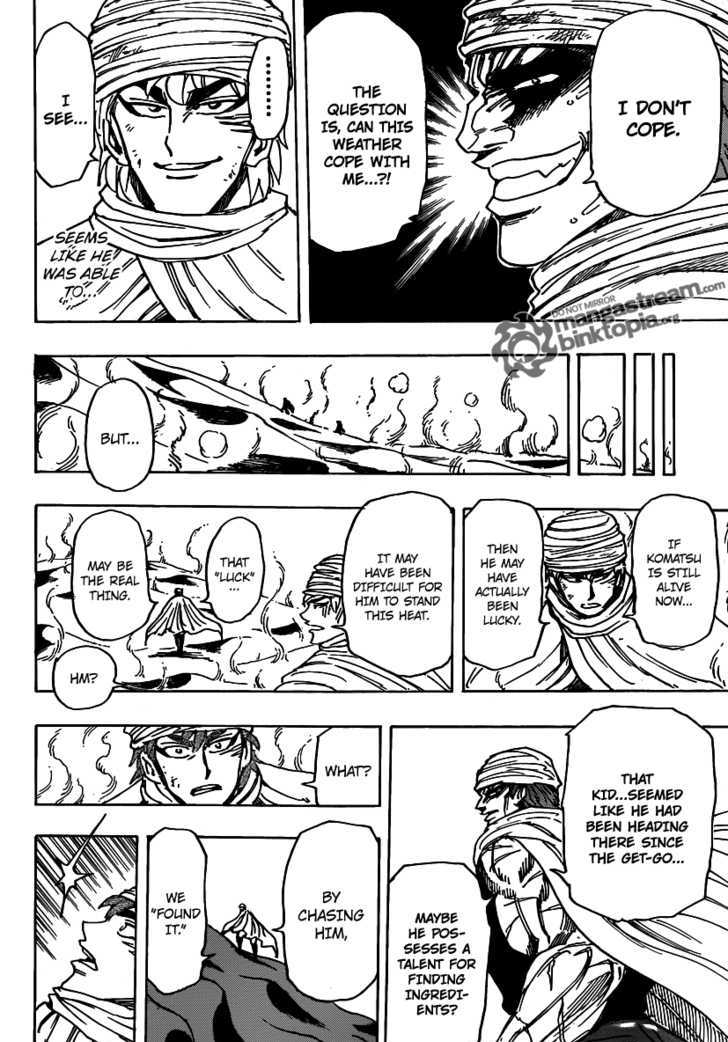 I DON'T
COPE.
THE
QUESTION
IS, CAN THIS
WEATHER
COPE WITH
ME...?!
.........
I
SEE...
SEEMS
LIKE HE
WAS ABLE
TO...
DO NOT MIRROR
mangastream.com
binktopia.org
BUT...
IF
KOMATSU
IS STILL
ALIVE
NOW...
THEN
HE MAY
HAVE
ACTUALLY
BEEN
LUCKY.
IT MAY
HAVE BEEN
DIFFICULT FOR
HIM TO STAND
THIS HEAT.
THAT
"LUCK"
...
MAY BE
THE REAL
THING.
HM?
THAT
KID...SEEMED
LIKE HE HAD
BEEN HEADING
THERE SINCE
THE GET-GO...
WHAT?
MAYBE
HE POS-
SESSES A
TALENT FOR
FINDING
INGREDI-
ENTS?
BY
CHASING
HIM,
WE
"FOUND
IT."